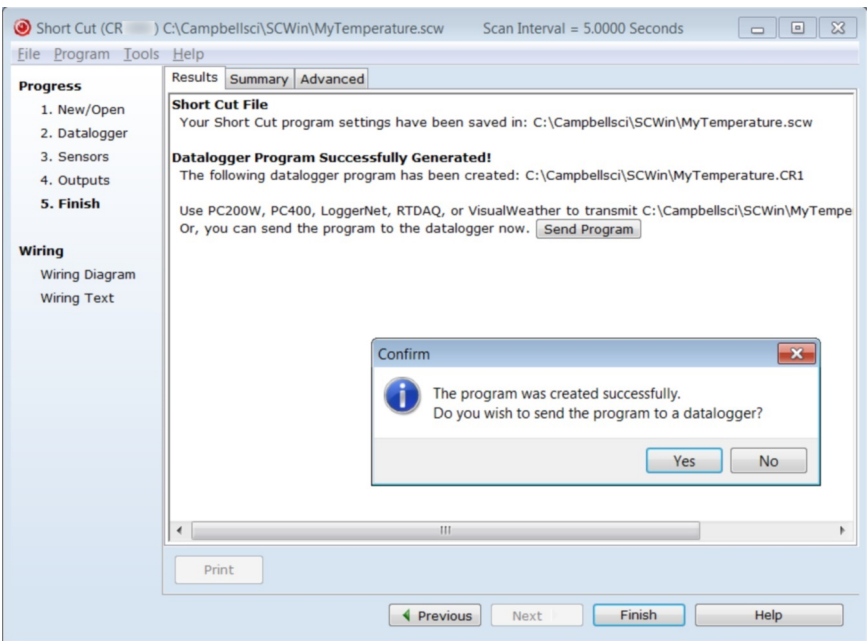 Short Cut (CR ) C:\Campbellsci\SCWin\MyTemperature.scw Scan Interval = 5.0000 Seconds
File Program Tools Help
Progress
1. New/Open
2. Datalogger
3. Sensors
4. Outputs
5. Finish
Wiring
Wiring Diagram
Wiring Text
Results Summary Advanced
Short Cut File
Your Short Cut program settings have been saved in: C:\Campbellsci\SCWin\MyTemperature.scw
Datalogger Program Successfully Generated!
The following datalogger program has been created: C:\Campbellsci\SCWin\MyTemperature.CR1
Use PC200W, PC400, LoggerNet, RTDAQ, or VisualWeather to transmit C:\Campbellsci\SCWin\MyTempe
Or, you can send the program to the datalogger now. Send Program
Confirm
The program was created successfully.
Do you wish to send the program to a datalogger?
Yes No
Print
Previous Next Finish Help